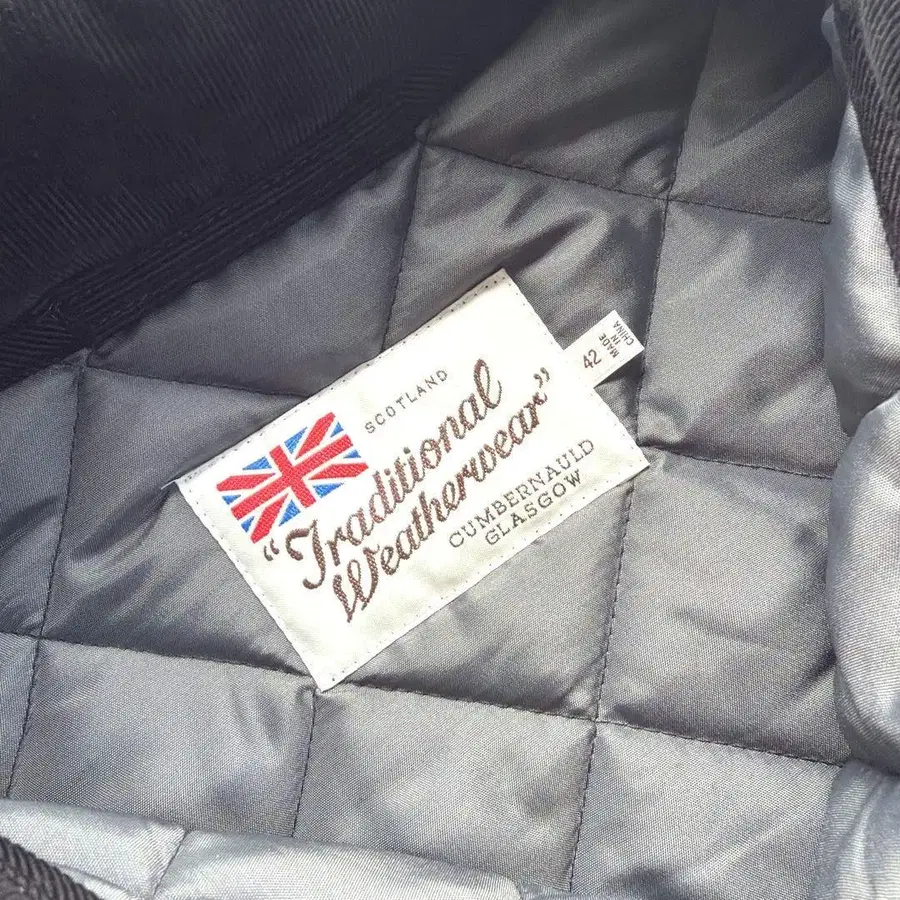 SCOTLAND
"Traditional
Weatherwear"
CUMBERNAULD
GLASGOW
42
MADE
IN
CHINA